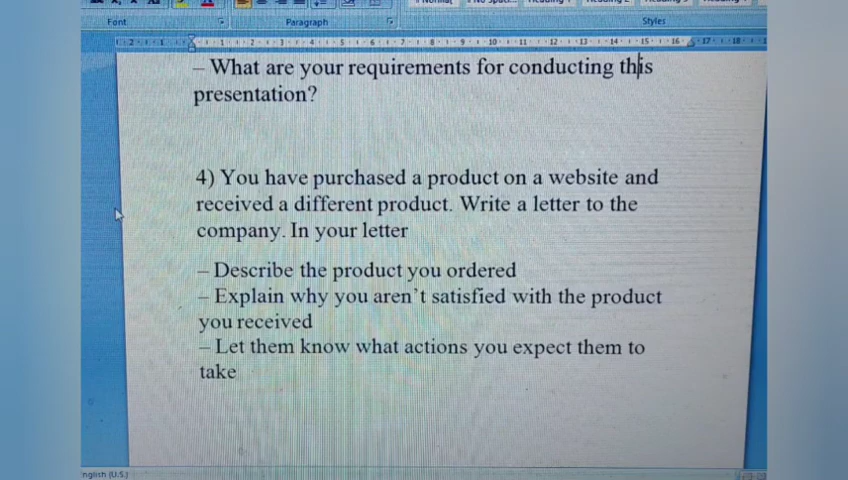 Font
Paragraph
Styles
– What are your requirements for conducting this
presentation?
4) You have purchased a product on a website and
received a different product. Write a letter to the
company. In your letter
– Describe the product you ordered
– Explain why you aren't satisfied with the product
you received
– Let them know what actions you expect them to
take
nglish (U.S.)